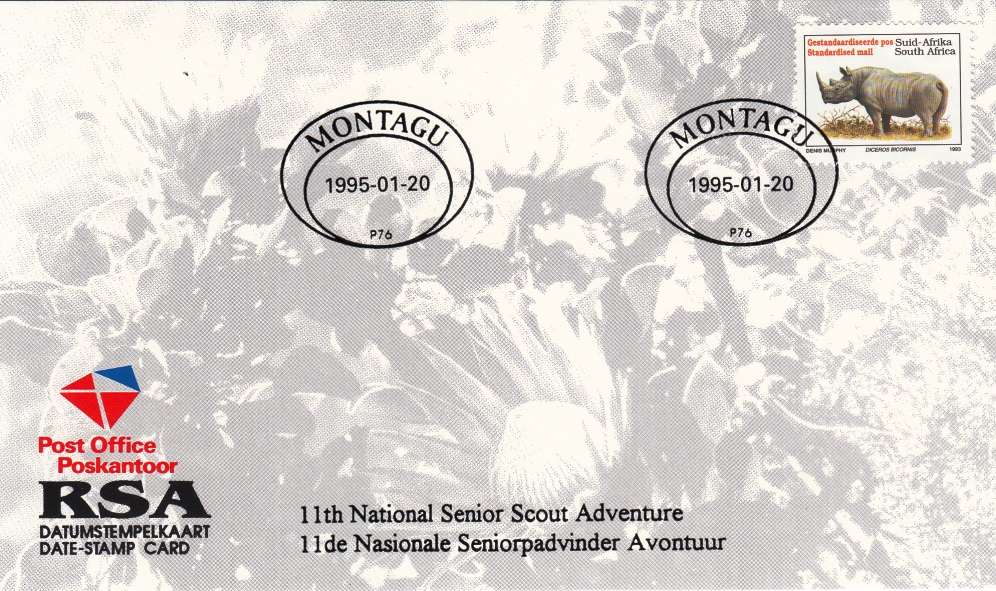 Gestandaardiseerde pos Suid-Afrika
Standardised mail South Africa
DENIS MURPHY DICEROS BICORNIS 1993
MONTAGU
1995-01-20
P76
MONTAGU
1995-01-20
P76
Post Office
Poskantoor
RSA
DATUMSTEMPELKAART
DATE-STAMP CARD
11th National Senior Scout Adventure
11de Nasionale Seniorpadvinder Avontuur